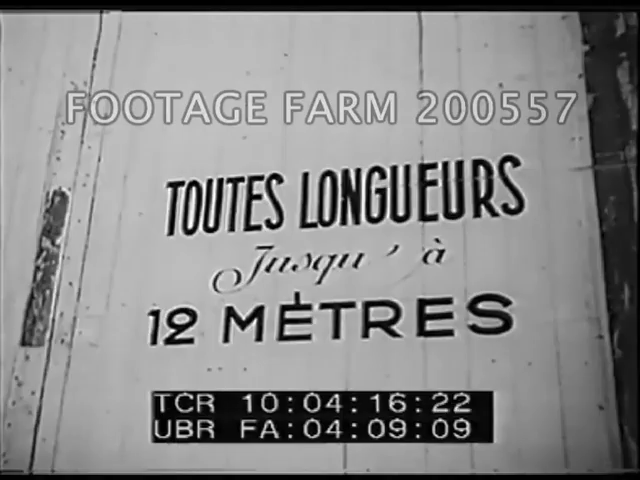 FOOTAGE FARM 200557
TOUTES LONGUEURS
Jusqu'à
12 MÈTRES
TCR 10:04:16:22
UBR FA:04:09:09